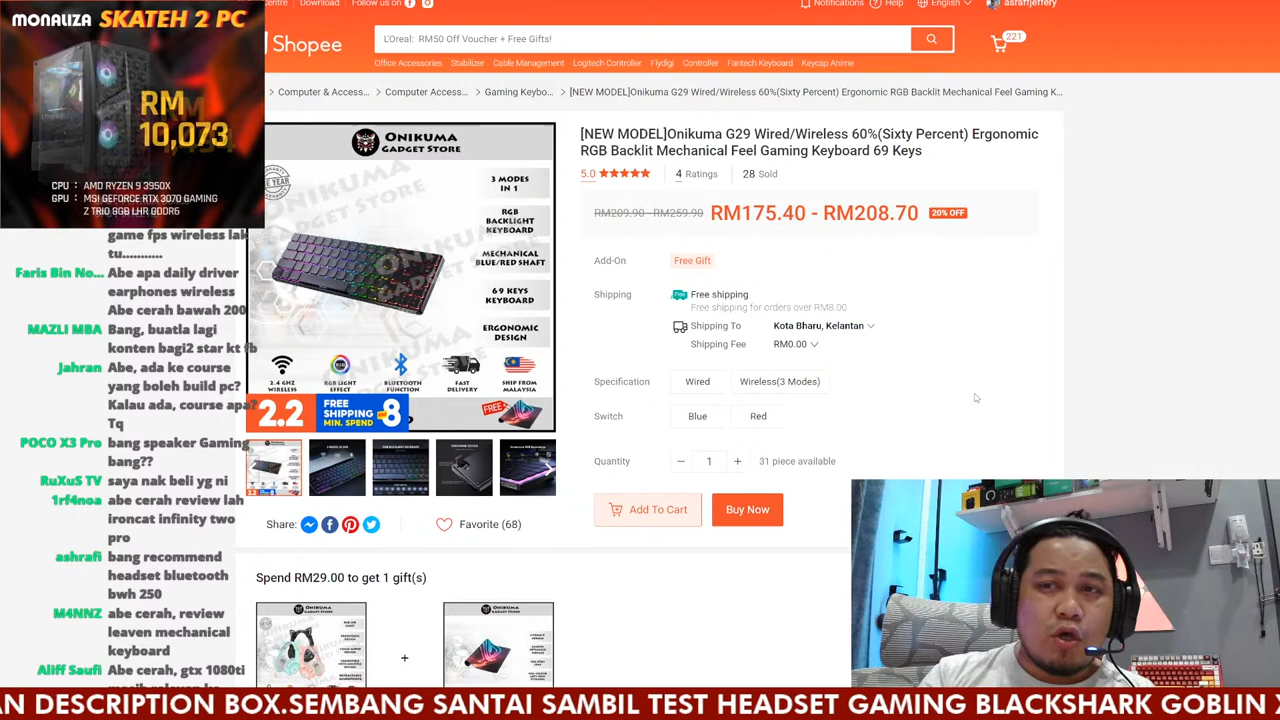 MONALIZA SKATEH 2 PC
RM
10,073
CPU : AMD RYZEN 9 3950X
GPU : MSI GEFORCE RTX 3070 GAMING
Z TRIO 8GB LHR GDDR6
game fps wireless lak
tu...........
Faris Bin No... Abe apa daily driver
earphones wireless
Abe cerah bawah 200
MAZLI MBA Bang, buatla lagi
konten bagi2 star kt fb
Jahran Abe, ada ke course
yang boleh build pc?
Kalau ada, course apa?
Tq
POCO X3 Pro bang speaker Gaming
bang??
RuXuS TV saya nak beli yg ni
1rf4noa abe cerah review lah
ironcat infinity two
pro
ashrafi bang recommend
headset bluetooth
bwh 250
M4NNZ abe cerah, review
leaven mechanical
keyboard
Aliff Saufi Abe cerah, gtx 1080ti
Centre Download Follow us on
Notifications Help English asraffjeffery
Shopee
L'Oreal: RM50 Off Voucher + Free Gifts!
221
Office Accessories Stabilizer Cable Management Logitech Controller Flydigi Controller Fantech Keyboard Keycap Anime
> Computer & Access... > Computer Access... > Gaming Keybo... > [NEW MODEL]Onikuma G29 Wired/Wireless 60%(Sixty Percent) Ergonomic RGB Backlit Mechanical Feel Gaming K...
ONIKUMA
GADGET STORE
3 MODES
IN 1
RGB
BACKLIGHT
KEYBOARD
MECHANICAL
BLUE/RED SHAFT
69 KEYS
KEYBOARD
ERGONOMIC
DESIGN
2.4 GHZ
WIRELESS
RGB LIGHT
EFFECT
BLUETOOTH
FUNCTION
FAST
DELIVERY
SHIP FROM
MALAYSIA
2.2 FREE
SHIPPING
MIN. SPEND RM8
FREE
[NEW MODEL]Onikuma G29 Wired/Wireless 60%(Sixty Percent) Ergonomic
RGB Backlit Mechanical Feel Gaming Keyboard 69 Keys
5.0 4 Ratings 28 Sold
RM209.90 - RM259.90 RM175.40 - RM208.70 20% OFF
Add-On Free Gift
Shipping Free shipping
Free shipping for orders over RM8.00
Shipping To Kota Bharu, Kelantan
Shipping Fee RM0.00
Specification Wired Wireless(3 Modes)
Switch Blue Red
Quantity − 1 + 31 piece available
Add To Cart Buy Now
Share: Favorite (68)
Spend RM29.00 to get 1 gift(s)
ONIKUMA
GADGET STORE
+
ONIKUMA
GADGET STORE
AN DESCRIPTION BOX.SEMBANG SANTAI SAMBIL TEST HEADSET GAMING BLACKSHARK GOBLIN